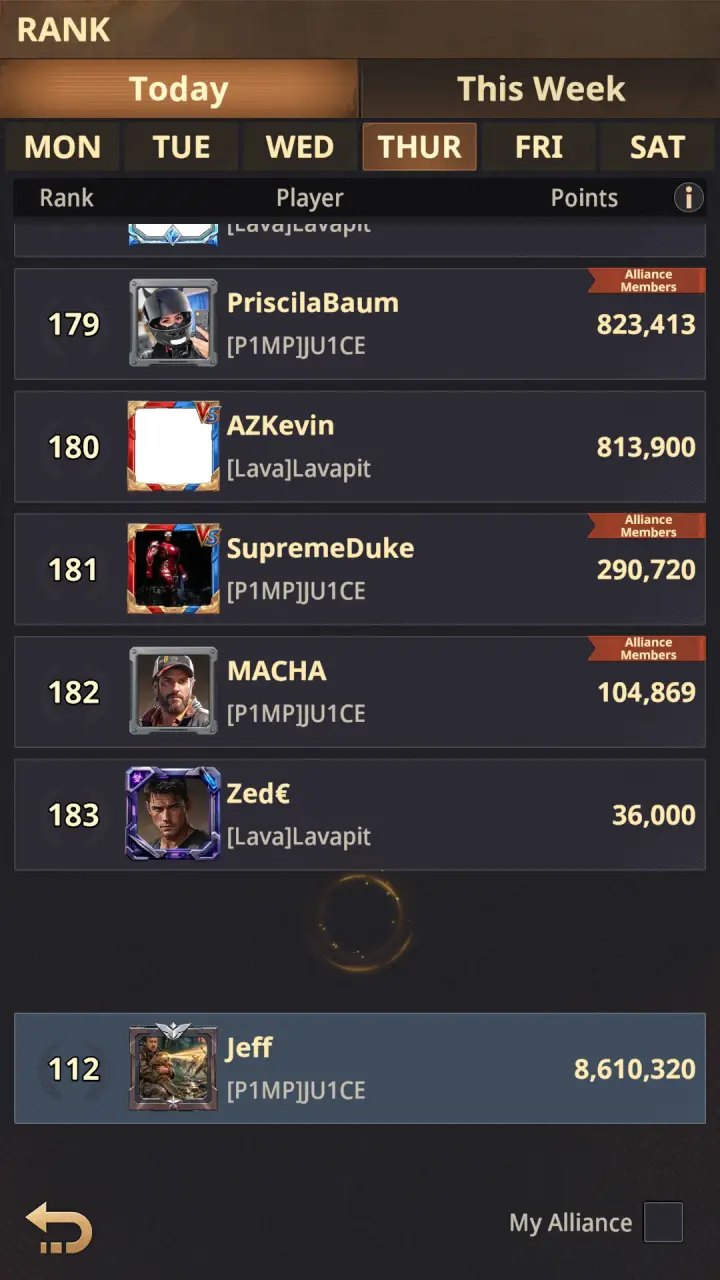 RANK
Today
This Week
MON TUE WED THUR FRI SAT
Rank Player Points
[Lava]Lavapit
Alliance Members
179 PriscilaBaum 823,413
[P1MP]JU1CE
180 AZKevin 813,900
[Lava]Lavapit
Alliance Members
181 SupremeDuke 290,720
[P1MP]JU1CE
Alliance Members
182 MACHA 104,869
[P1MP]JU1CE
183 Zed€ 36,000
[Lava]Lavapit
112 Jeff 8,610,320
[P1MP]JU1CE
My Alliance